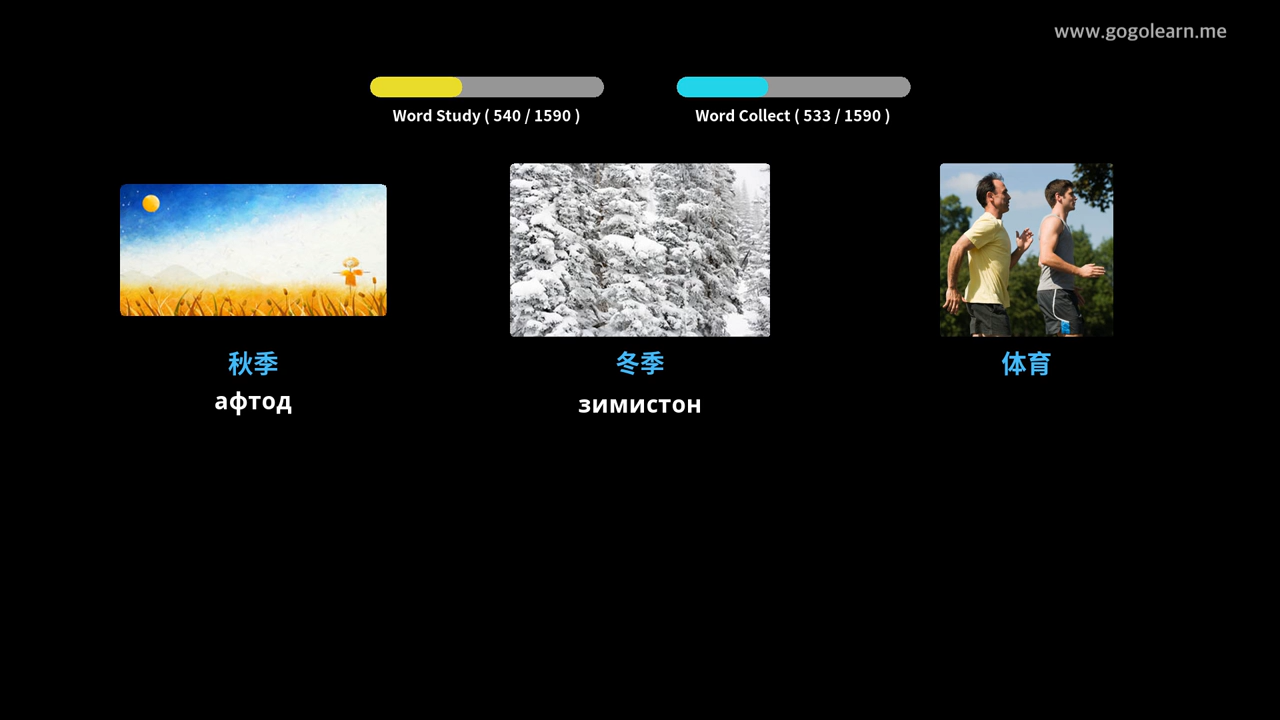 www.gogolearn.me
Word Study ( 540 / 1590 )
Word Collect ( 533 / 1590 )
秋季
冬季
体育
афтод
зимистон